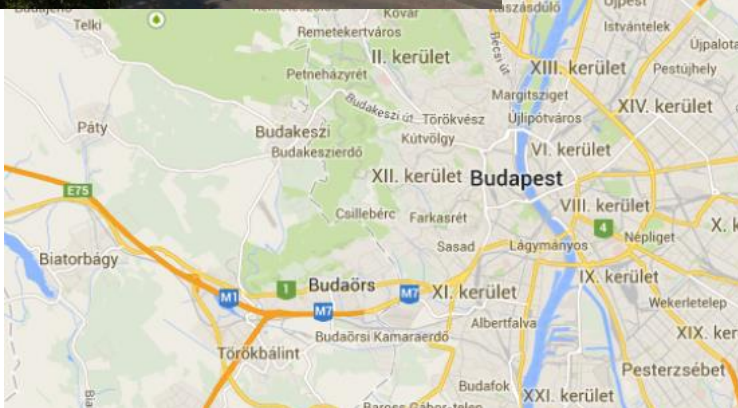 Kővár
Újpest
Telki
Remetekertváros
Istvántelek
II. kerület
Bécsi út
Újpalota
XIII. kerület
Pesthidegkút
Petneházyrét
Pestújhely
Margitsziget
XIV. kerület
Budakeszi út
Törökvész
Újlipótváros
Páty
Budakeszi
Kútvölgy
Budakeszierdő
VI. kerület
XII. kerület
Budapest
E75
VIII. kerület
Csillebérc
Farkasrét
4
X. k
Népliget
Sasad
Lágymányos
Biatorbágy
IX. kerület
1
Budaörs
M1
M7
M7
XI. kerület
Wekerletelep
Albertfalva
Budaörsi Kamaraerdő
XIX. ker
Törökbálint
Pesterzsébet
Budafok
XXI. kerület